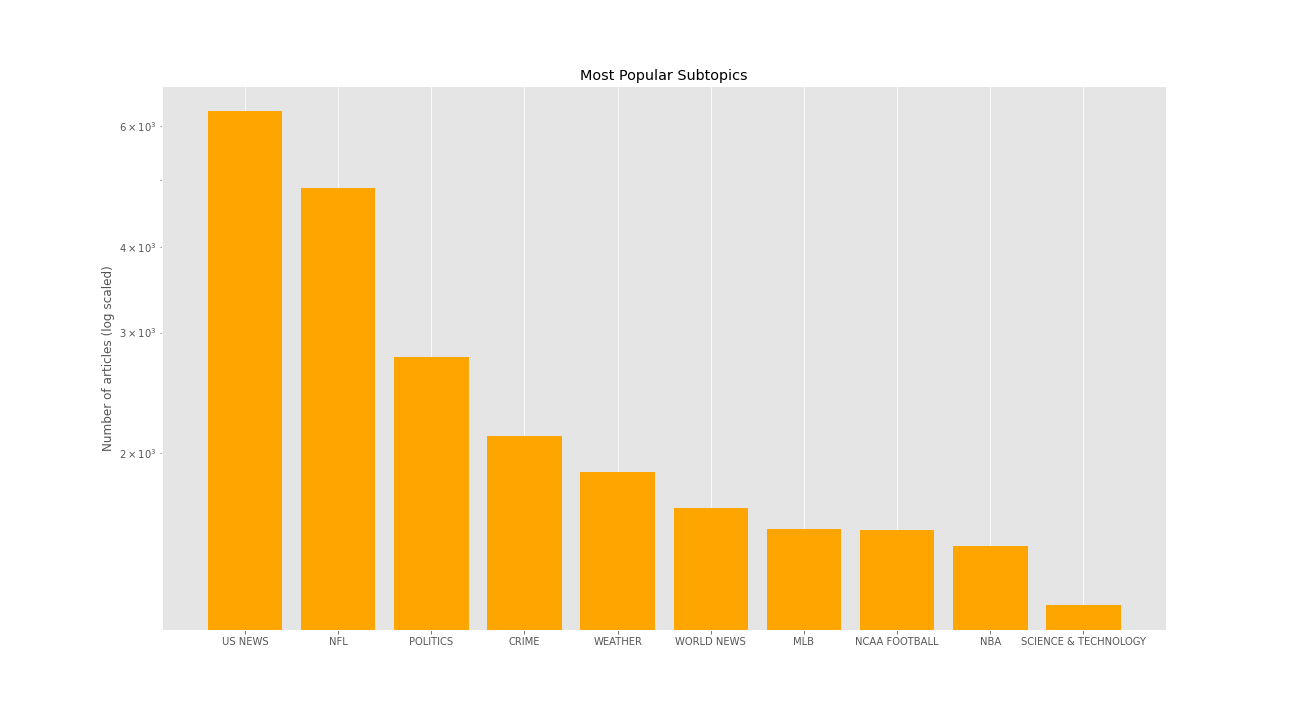 Most Popular Subtopics
6 × 10³
4 × 10³
3 × 10³
2 × 10³
Number of articles (log scaled)
US NEWS NFL POLITICS CRIME WEATHER WORLD NEWS MLB NCAA FOOTBALL NBA SCIENCE & TECHNOLOGY